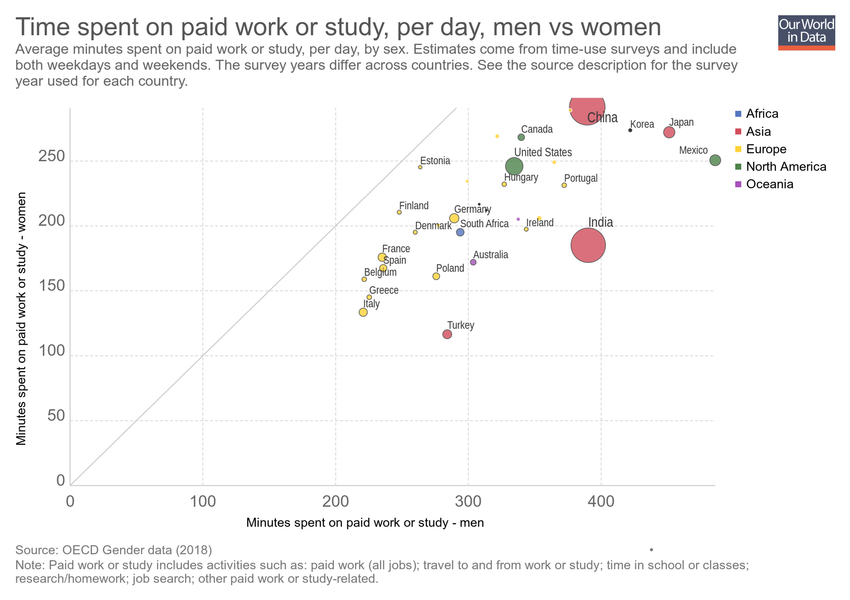 Time spent on paid work or study, per day, men vs women
Our World
in Data
Average minutes spent on paid work or study, per day, by sex. Estimates come from time-use surveys and include
both weekdays and weekends. The survey years differ across countries. See the source description for the survey
year used for each country.
China
Korea
Japan
Canada
Mexico
United States
Estonia
Hungary
Portugal
Finland
Germany
Denmark
South Africa
Ireland
India
France
Spain
Australia
Belgium
Poland
Greece
Italy
Turkey
Africa
Asia
Europe
North America
Oceania
Minutes spent on paid work or study - women
250
200
150
100
50
0
0
100
200
300
400
Minutes spent on paid work or study - men
Source: OECD Gender data (2018)
Note: Paid work or study includes activities such as: paid work (all jobs); travel to and from work or study; time in school or classes;
research/homework; job search; other paid work or study-related.